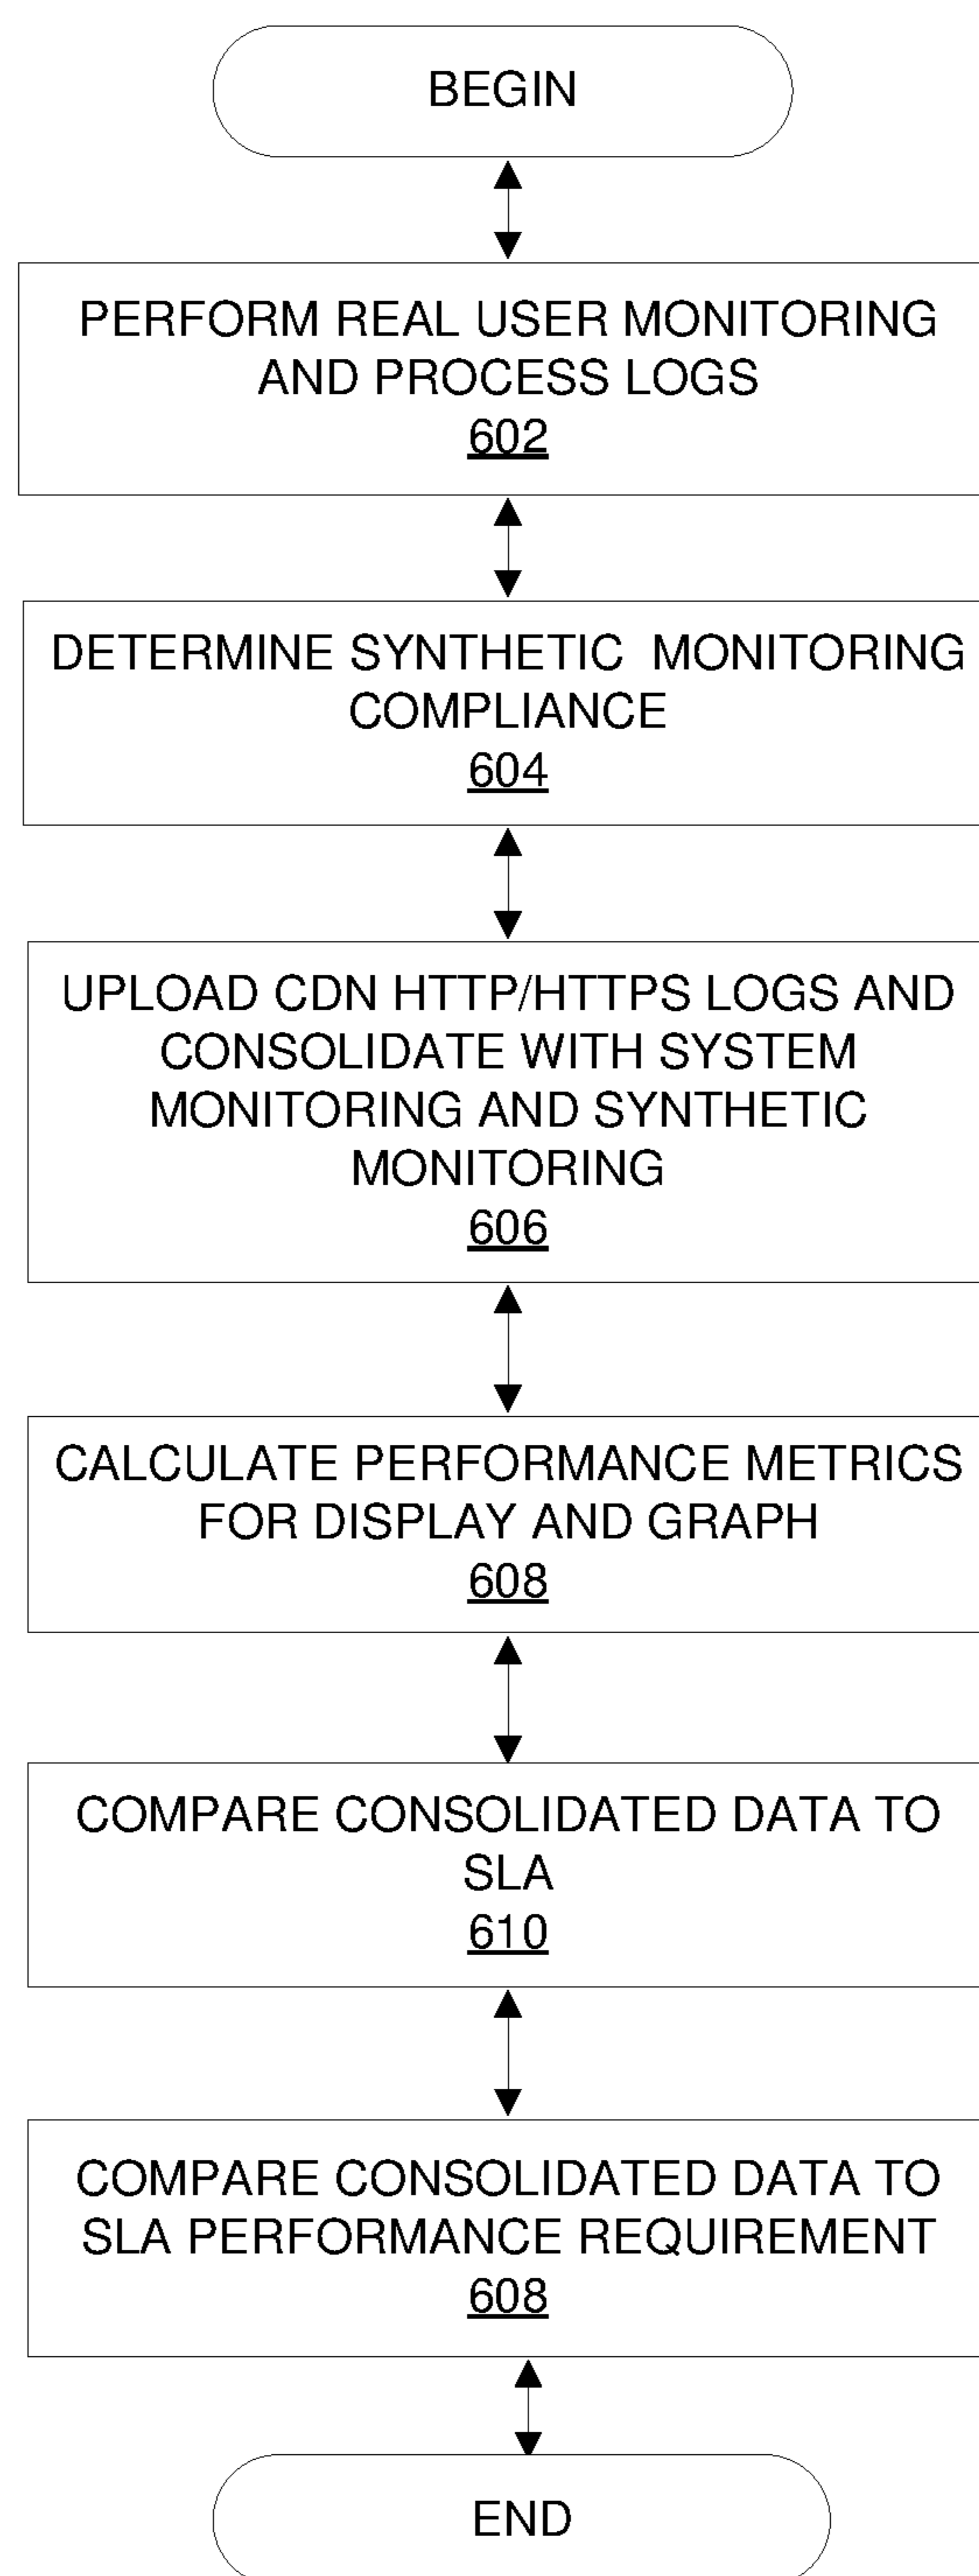 BEGIN
PERFORM REAL USER MONITORING
AND PROCESS LOGS
602
DETERMINE SYNTHETIC MONITORING
COMPLIANCE
604
UPLOAD CDN HTTP/HTTPS LOGS AND
CONSOLIDATE WITH SYSTEM
MONITORING AND SYNTHETIC
MONITORING
606
CALCULATE PERFORMANCE METRICS
FOR DISPLAY AND GRAPH
608
COMPARE CONSOLIDATED DATA TO
SLA
610
COMPARE CONSOLIDATED DATA TO
SLA PERFORMANCE REQUIREMENT
608
END